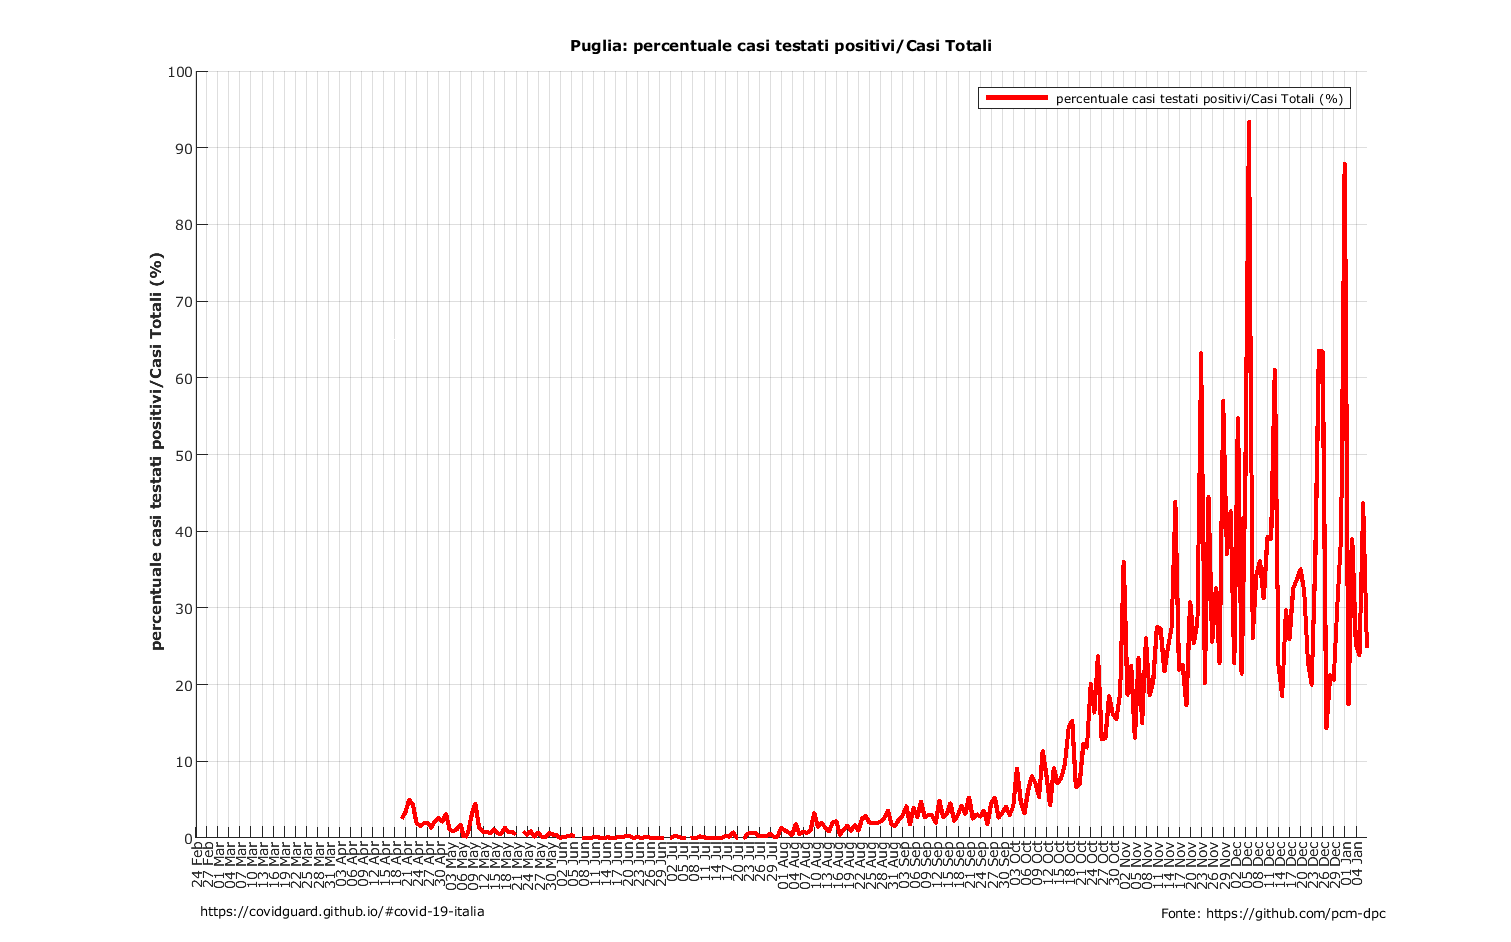 Puglia: percentuale casi testati positivi/Casi Totali
percentuale casi testati positivi/Casi Totali (%)
percentuale casi testati positivi/Casi Totali (%)
100
90
80
70
60
50
40
30
20
10
0
24 Feb
27 Feb
01 Mar
04 Mar
07 Mar
10 Mar
13 Mar
16 Mar
19 Mar
22 Mar
25 Mar
28 Mar
31 Mar
03 Apr
06 Apr
09 Apr
12 Apr
15 Apr
18 Apr
21 Apr
24 Apr
27 Apr
30 Apr
03 May
06 May
09 May
12 May
15 May
18 May
21 May
24 May
27 May
30 May
02 Jun
05 Jun
08 Jun
11 Jun
14 Jun
17 Jun
20 Jun
23 Jun
26 Jun
29 Jun
02 Jul
05 Jul
08 Jul
11 Jul
14 Jul
17 Jul
20 Jul
23 Jul
26 Jul
29 Jul
01 Aug
04 Aug
07 Aug
10 Aug
13 Aug
16 Aug
19 Aug
22 Aug
25 Aug
28 Aug
31 Aug
03 Sep
06 Sep
09 Sep
12 Sep
15 Sep
18 Sep
21 Sep
24 Sep
27 Sep
30 Sep
03 Oct
06 Oct
09 Oct
12 Oct
15 Oct
18 Oct
21 Oct
24 Oct
27 Oct
30 Oct
02 Nov
05 Nov
08 Nov
11 Nov
14 Nov
17 Nov
20 Nov
23 Nov
26 Nov
29 Nov
02 Dec
05 Dec
08 Dec
11 Dec
14 Dec
17 Dec
20 Dec
23 Dec
26 Dec
29 Dec
01 Jan
04 Jan
https://covidguard.github.io/#covid-19-italia
Fonte: https://github.com/pcm-dpc